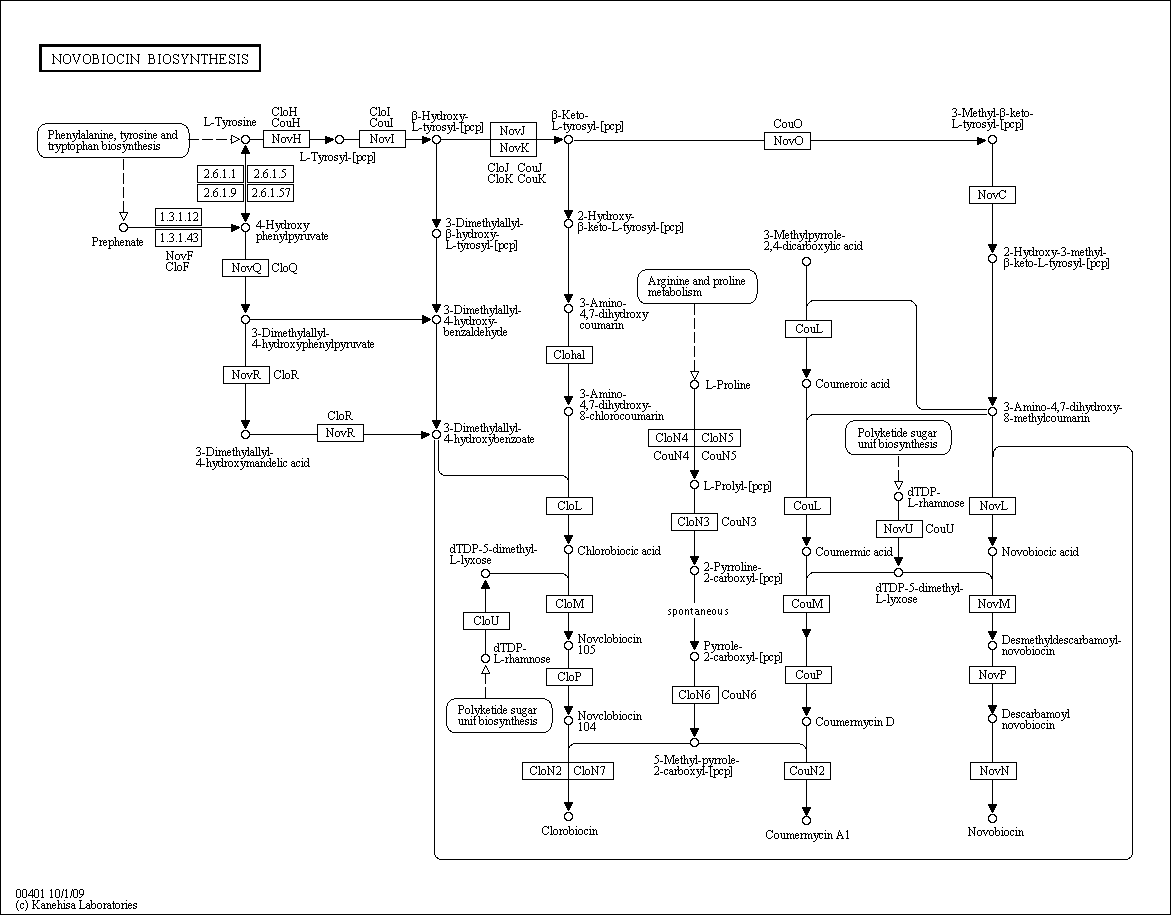 NOVOBIOCIN BIOSYNTHESIS
Phenylalanine, tyrosine and
tryptophan biosynthesis
L-Tyrosine
CloH
CouH
NovH
L-Tyrosyl-[pcp]
CloI
CouI
NovI
β-Hydroxy-
L-tyrosyl-[pcp]
NovJ
NovK
CloJ CouJ
CloK CouK
β-Keto-
L-tyrosyl-[pcp]
CouO
NovO
3-Methyl-β-keto-
L-tyrosyl-[pcp]
2.6.1.1
2.6.1.5
2.6.1.9
2.6.1.57
NovC
Prephenate
1.3.1.12
1.3.1.43
NovF
CloF
4-Hydroxy
phenylpyruvate
3-Dimethylallyl-
β-hydroxy-
L-tyrosyl-[pcp]
2-Hydroxy-
β-keto-L-tyrosyl-[pcp]
3-Methylpyrrole-
2,4-dicarboxylic acid
2-Hydroxy-3-methyl-
β-keto-L-tyrosyl-[pcp]
NovQ
CloQ
Arginine and proline
metabolism
3-Dimethylallyl-
4-hydroxyphenylpyruvate
3-Dimethylallyl-
4-hydroxy-
benzaldehyde
3-Amino-
4,7-dihydroxy
coumarin
CouL
Clohal
NovR
CloR
L-Proline
Coumeroic acid
3-Amino-
4,7-dihydroxy-
8-chlorocoumarin
3-Amino-4,7-dihydroxy-
8-methylcoumarin
CloR
NovR
3-Dimethylallyl-
4-hydroxybenzoate
3-Dimethylallyl-
4-hydroxymandelic acid
CloN4
CloN5
CouN4
CouN5
Polyketide sugar
unif biosynthesis
L-Prolyl-[pcp]
dTDP-
L-rhamnose
CloL
CouL
NovL
CloN3
CouN3
NovU
CouU
dTDP-5-dimethyl-
L-lyxose
Chlorobiocic acid
Coumermic acid
Novobiocic acid
2-Pyrroline-
2-carboxyl-[pcp]
dTDP-5-dimethyl-
L-lyxose
CloM
spontaneous
CouM
NovM
CloU
dTDP-
L-rhamnose
Novclobiocin
105
Pyrrole-
2-carboxyl-[pcp]
Desmethyldescarbamoyl-
novobiocin
CloP
CouP
NovP
CloN6
CouN6
Polyketide sugar
unif biosynthesis
Novclobiocin
104
Coumermycin D
Descarbamoyl
novobiocin
5-Methyl-pyrrole-
2-carboxyl-[pcp]
CloN2
CloN7
CouN2
NovN
Clorobiocin
Coumermycin A1
Novobiocin
00401 10/1/09
(c) Kanehisa Laboratories